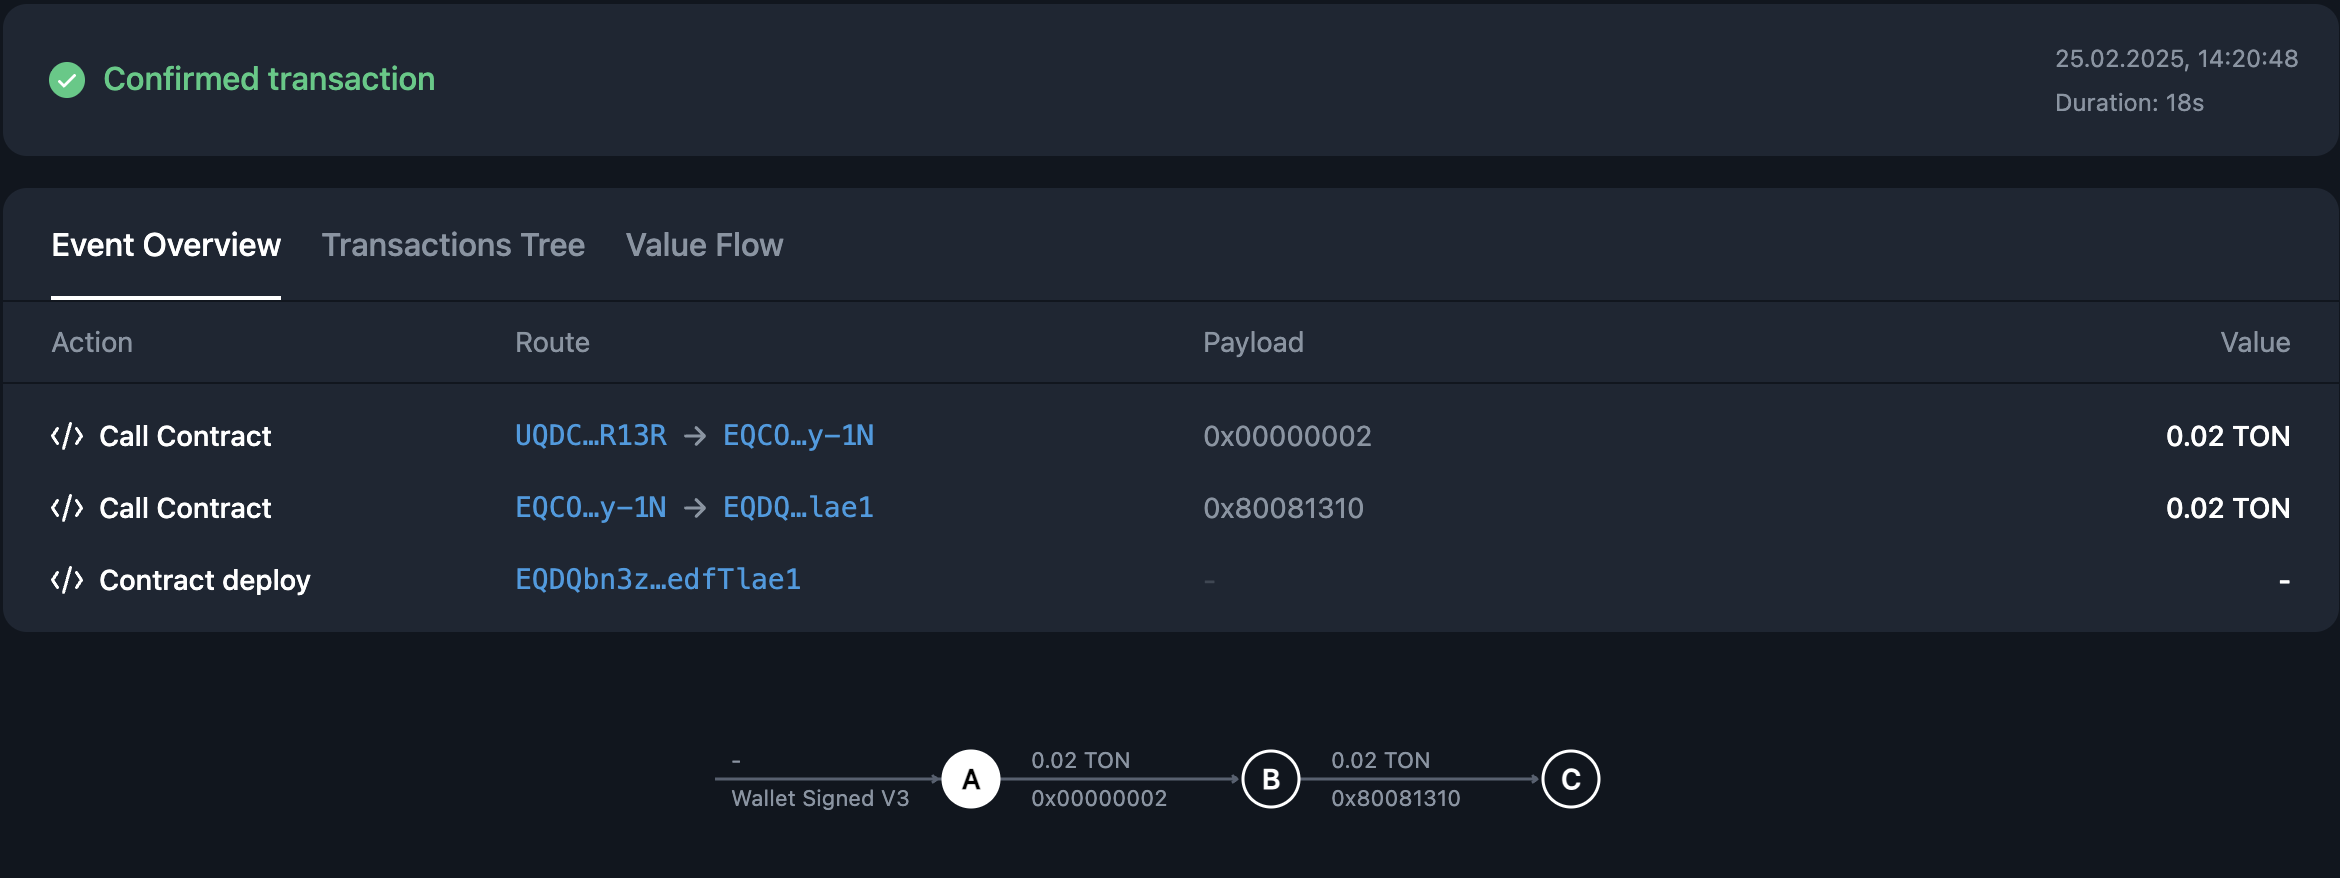 Confirmed transaction
25.02.2025, 14:20:48
Duration: 18s
Event Overview Transactions Tree Value Flow
Action Route Payload Value
Call Contract UQDC…R13R → EQCO…y-1N 0x00000002 0.02 TON
Call Contract EQCO…y-1N → EQDQ…lae1 0x80081310 0.02 TON
Contract deploy EQDQbn3z…edfTlae1 - -
- 0.02 TON 0.02 TON
A B C
Wallet Signed V3 0x00000002 0x80081310